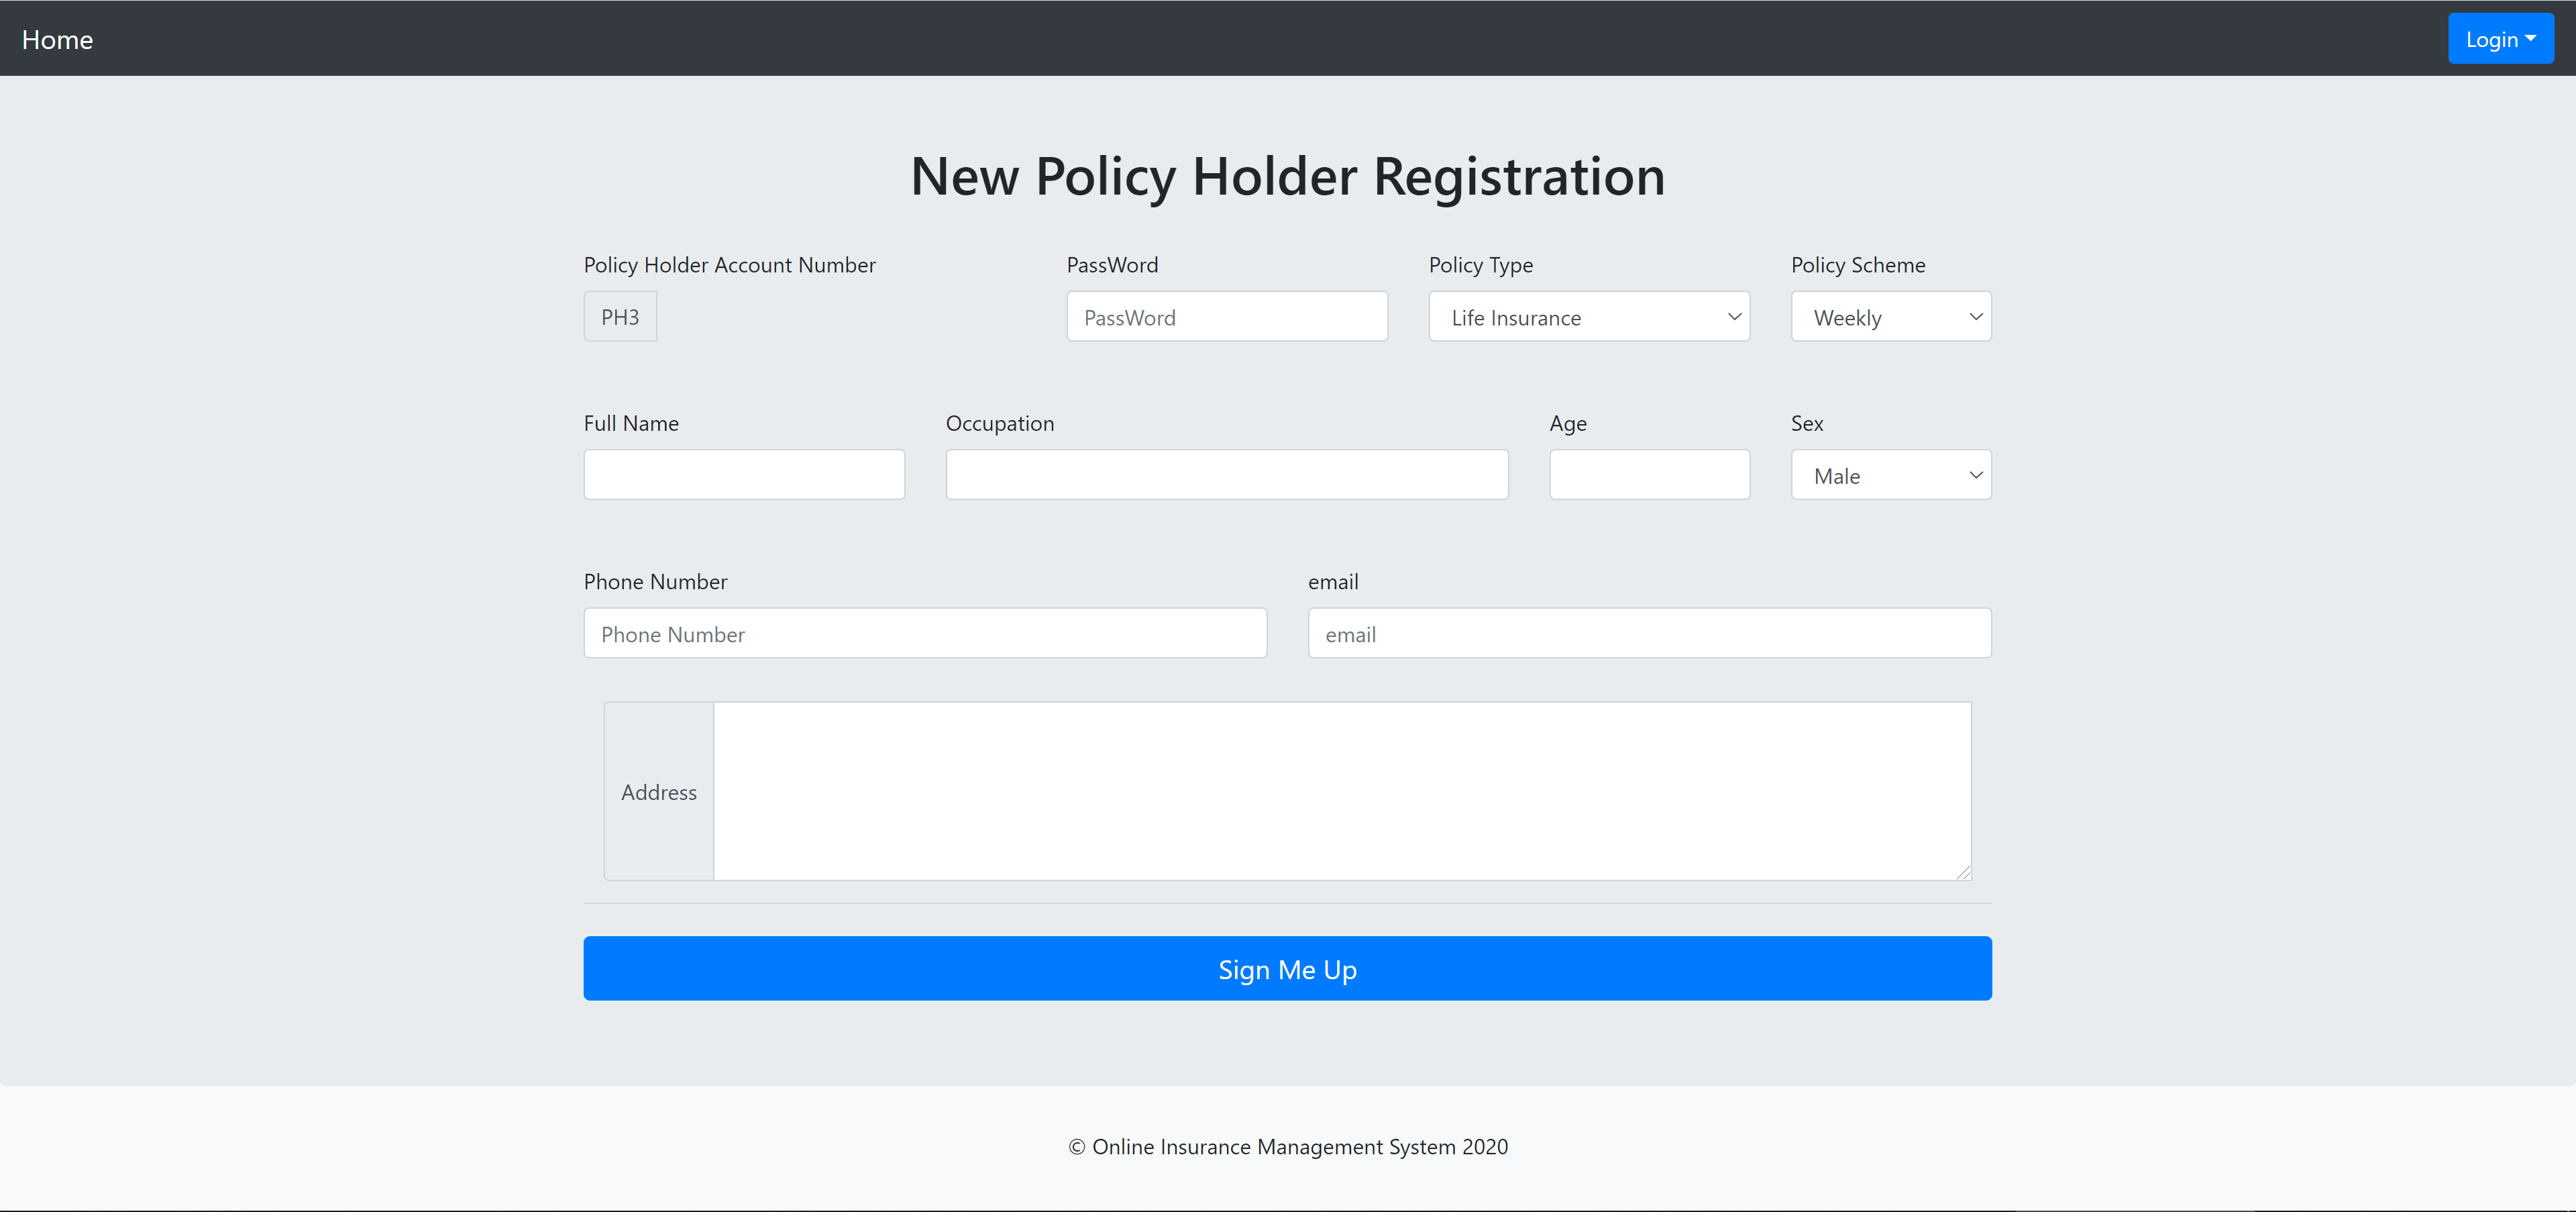 Home
Login
New Policy Holder Registration
Policy Holder Account Number
PassWord
Policy Type
Policy Scheme
PH3
PassWord
Life Insurance
Weekly
Full Name
Occupation
Age
Sex
Male
Phone Number
email
Phone Number
email
Address
Sign Me Up
© Online Insurance Management System 2020